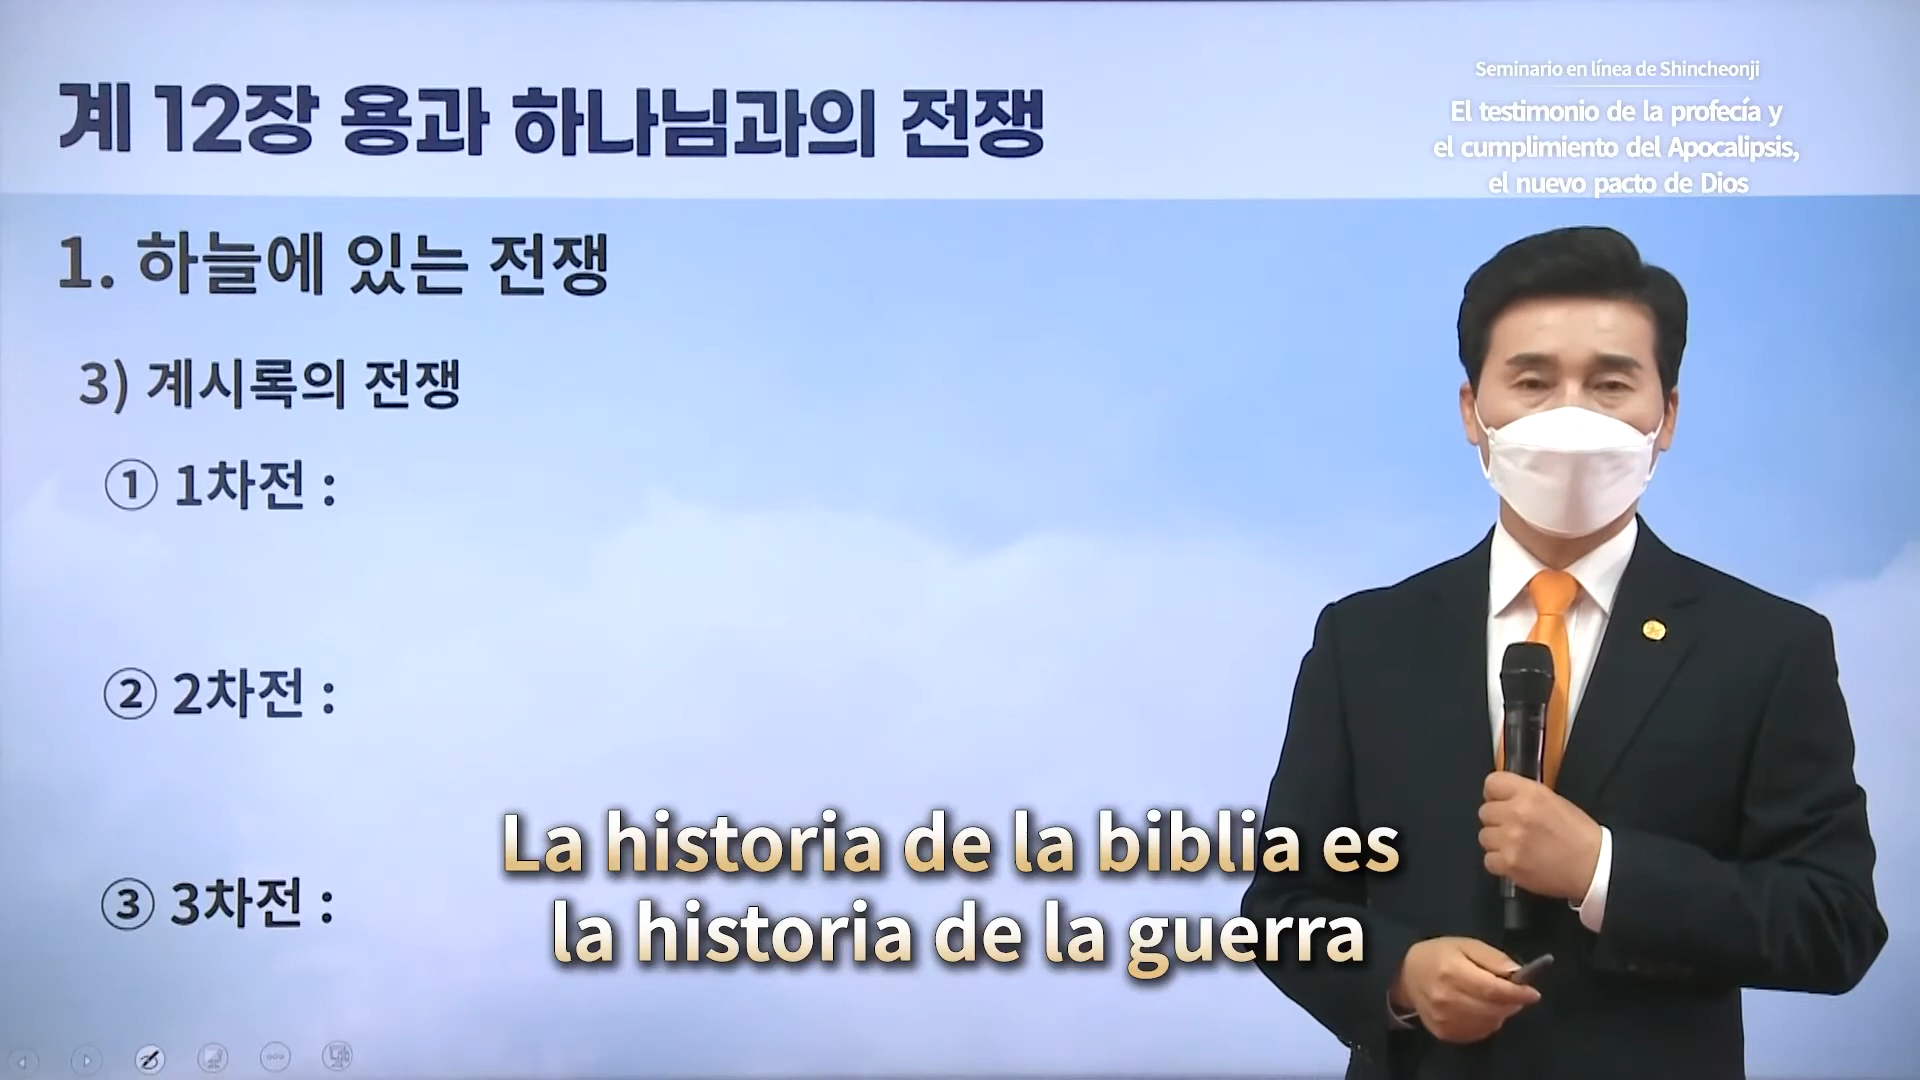 계 12장 용과 하나님과의 전쟁
Seminario en línea de Shincheonji
El testimonio de la profecía y
el cumplimiento del Apocalipsis,
el nuevo pacto de Dios
1. 하늘에 있는 전쟁
3) 계시록의 전쟁
① 1차전 :
② 2차전 :
③ 3차전 :
La historia de la biblia es
la historia de la guerra